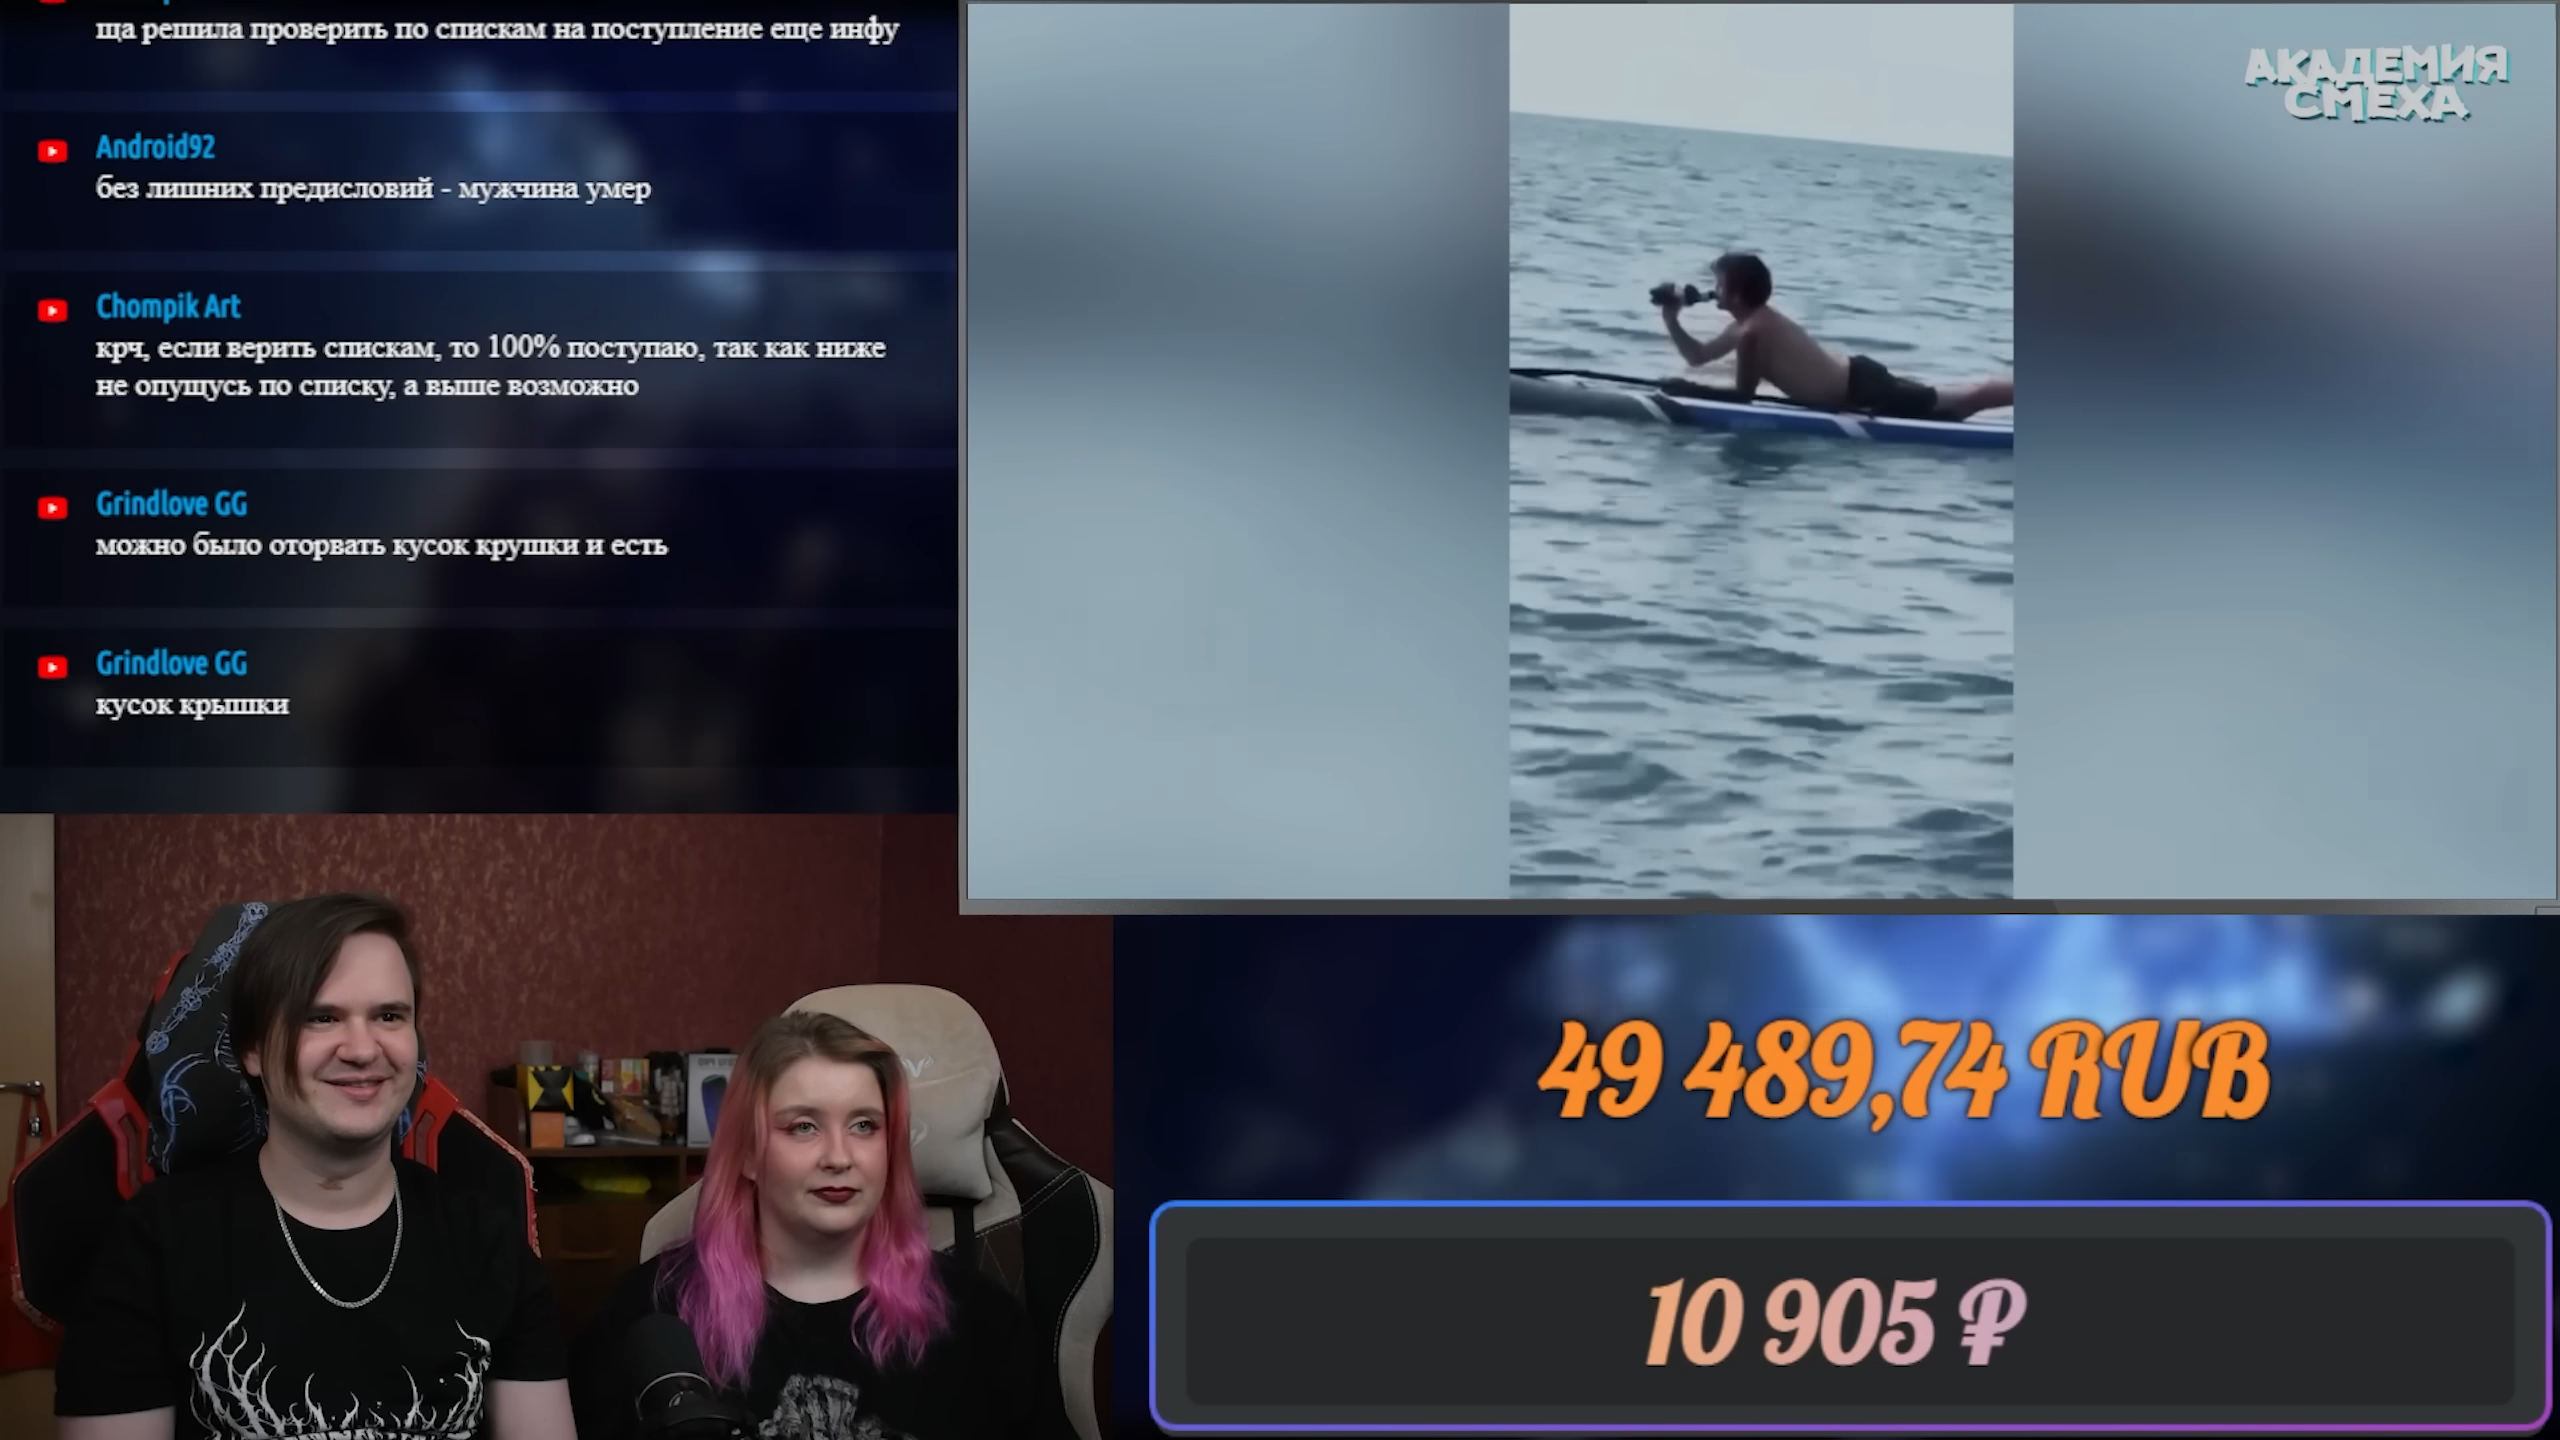 ща решила проверить по спискам на поступление еще инфу
Android92
без лишних предисловий - мужчина умер
Chompik Art
крч, если верить спискам, то 100% поступаю, так как ниже
не опущусь по списку, а выше возможно
Grindlove GG
можно было оторвать кусок крушки и есть
Grindlove GG
кусок крышки
АКАДЕМИЯ
СМЕХА
49 489,74 RUB
10 905 ₽